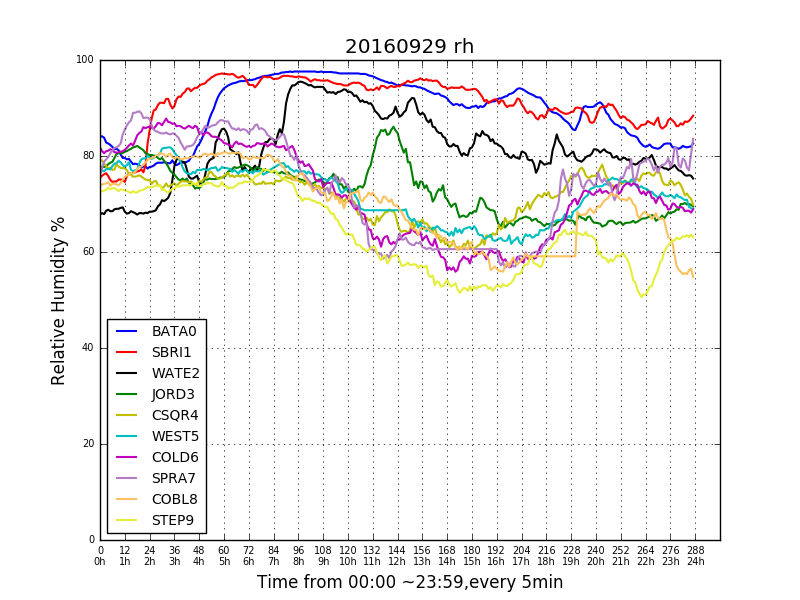 20160929 rh
100
80
60
40
20
0
Relative Humidity %
BATA0
SBRI1
WATE2
JORD3
CSQR4
WEST5
COLD6
SPRA7
COBL8
STEP9
0 12 24 36 48 60 72 84 96 108 120 132 144 156 168 180 192 204 216 228 240 252 264 276 288
0h 1h 2h 3h 4h 5h 6h 7h 8h 9h 10h 11h 12h 13h 14h 15h 16h 17h 18h 19h 20h 21h 22h 23h 24h
Time from 00:00 ~23:59,every 5min